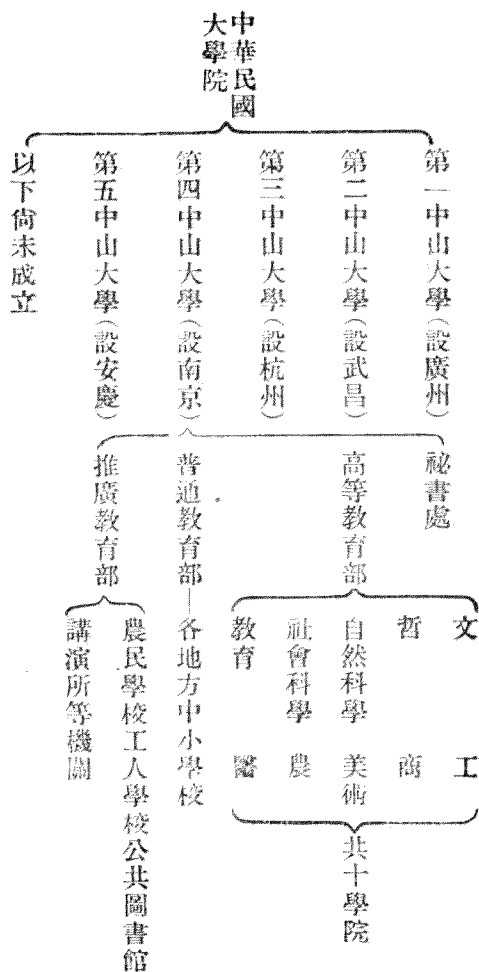 中華民國
大學院
第一中山大學(設廣州)
第二中山大學(設武昌)
第三中山大學(設杭州)
第四中山大學(設南京)
第五中山大學(設安慶)
以下尙未成立
祕書處
高等教育部
普通教育部—各地方中小學校
推廣教育部
文
哲
自然科學
社會科學
教育
工
商
美術
農
醫
共十學院
農民學校工人學校公共圖書館
講演所等機關